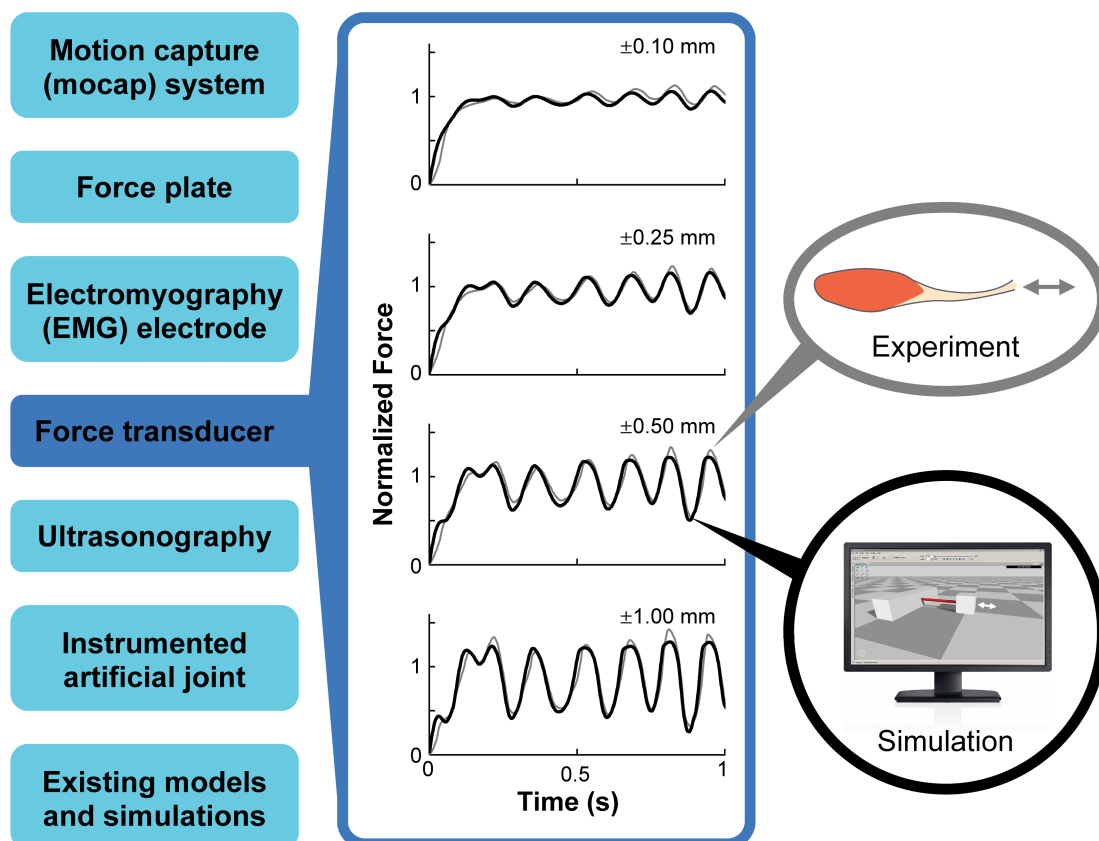 Motion capture
(mocap) system
Force plate
Electromyography
(EMG) electrode
Force transducer
Ultrasonography
Instrumented
artificial joint
Existing models
and simulations
Normalized Force
±0.10 mm
1
0
±0.25 mm
1
0
±0.50 mm
1
0
±1.00 mm
1
0
0
0.5
1
Time (s)
Experiment
Simulation